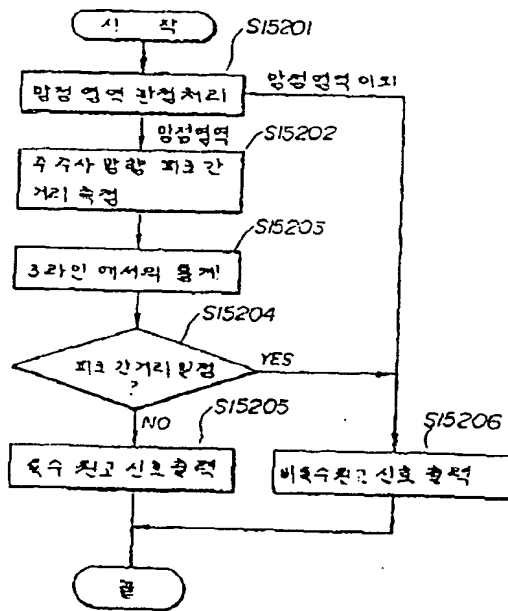 시 작
S15201
망점 영역 판정처리
망점영역 이외
망점영역
S15202
주주사 방향 피크 간
거리 측정
S15203
3라인 에서의 통계
S15204
피크 간거리 일정
?
YES
NO
S15205
특수 원고 신호 출력
S15206
비특수원고 신호 출력
끝